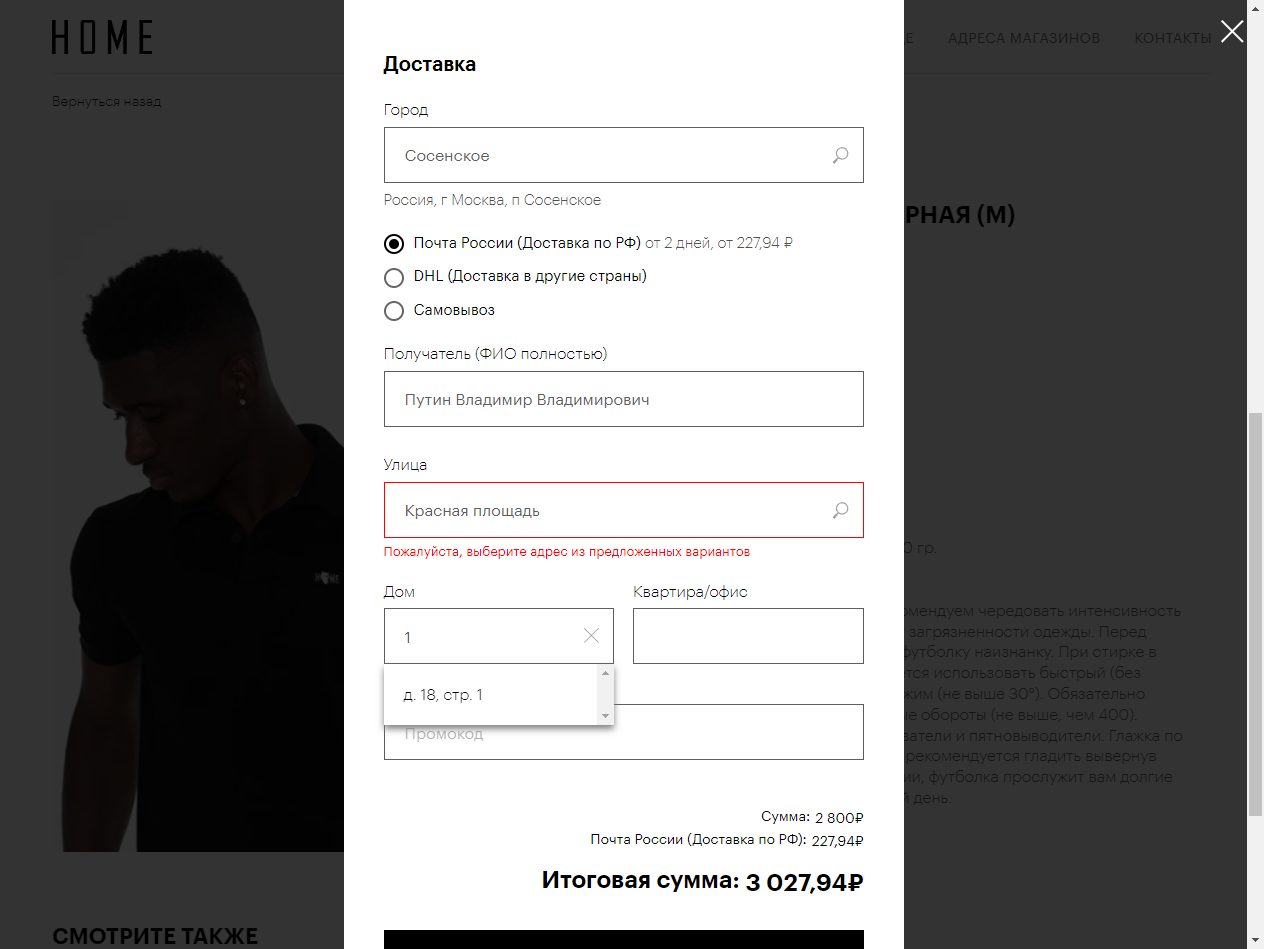 HOME
АДРЕСА МАГАЗИНОВ
КОНТАКТЫ
Вернуться назад
Доставка
Город
Сосенское
Россия, г Москва, п Сосенское
Почта России (Доставка по РФ) от 2 дней, от 227,94 ₽
DHL (Доставка в другие страны)
Самовывоз
Получатель (ФИО полностью)
Путин Владимир Владимирович
Улица
Красная площадь
Пожалуйста, выберите адрес из предложенных вариантов
Дом
Квартира/офис
1
д. 18, стр. 1
Промокод
Сумма: 2 800₽
Почта России (Доставка по РФ): 227,94₽
Итоговая сумма: 3 027,94₽
РНАЯ (M)
0 гр.
чередовать интенсивность
загрязненности одежды. Перед
футболку наизнанку. При стирке в
использовать быстрый (без
(не выше 30°). Обязательно
обороты (не выше, чем 400).
и пятновыводители. Глажка по
рекомендуется гладить вывернув
футболка прослужит вам долгие
день.
СМОТРИТЕ ТАКЖЕ